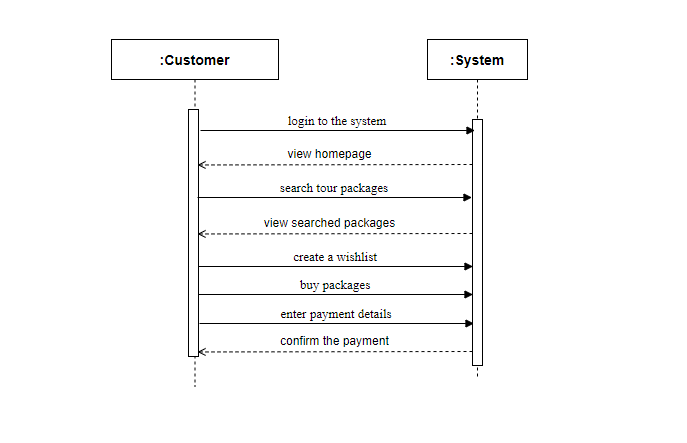 :Customer
:System
login to the system
view homepage
search tour packages
view searched packages
create a wishlist
buy packages
enter payment details
confirm the payment